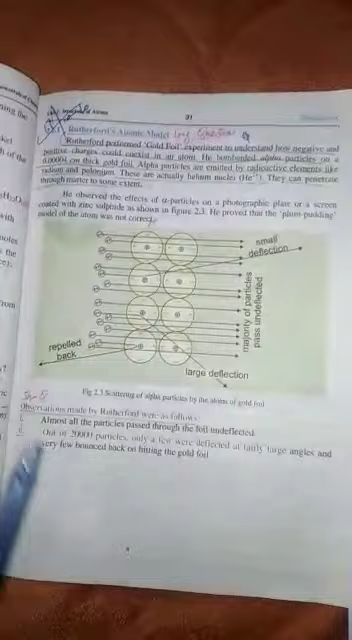 31
Rutherford's Atomic Model long Question
Rutherford performed 'Gold Foil' experiment to understand how negative and
positive charges could coexist in an atom. He bombarded alpha particles on a
0.00004 cm thick gold foil. Alpha particles are emitted by radioactive elements like
radium and polonium. These are actually helium nuclei (He²⁺). They can penetrate
through matter to some extent.
He observed the effects of α-particles on a photographic plate or a screen
coated with zinc sulphide as shown in figure 2.3. He proved that the 'plum-pudding'
model of the atom was not correct.
small
deflection
majority of particles
pass undeflected
repelled
back
large deflection
Fig 2.3 Scattering of alpha particles by the atoms of gold foil
Observations made by Rutherford were as follows:
i. Almost all the particles passed through the foil undeflected.
Out of 20000 particles, only a few were deflected at fairly large angles and
very few bounced back on hitting the gold foil